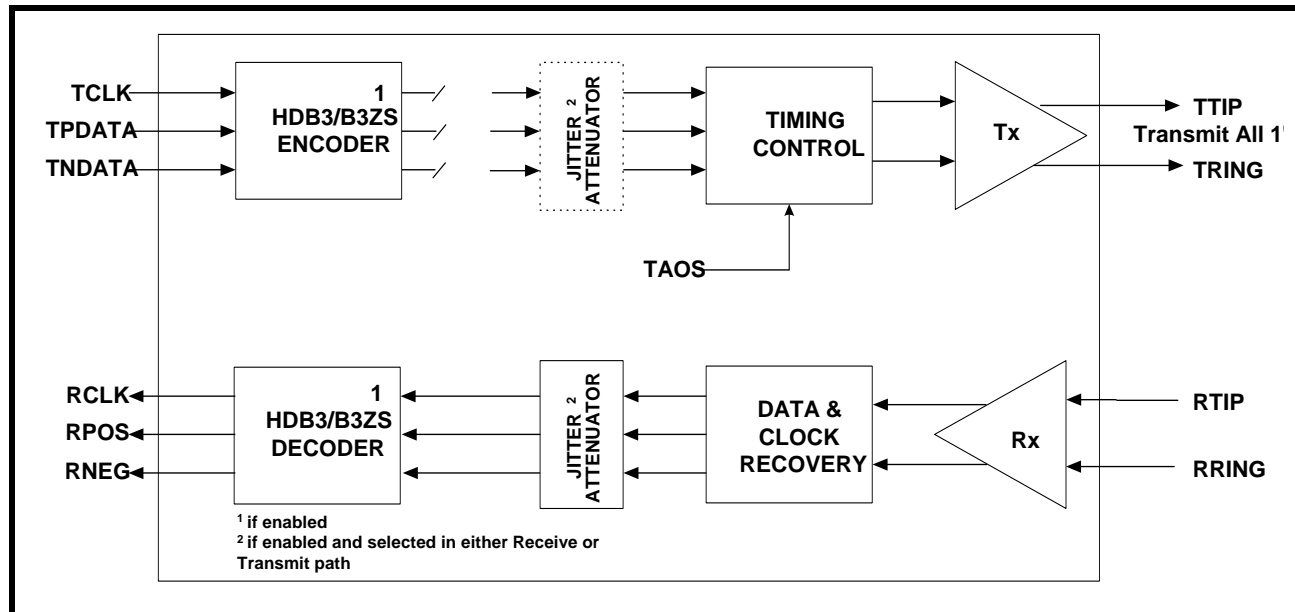 TCLK
TPDATA
TNDATA
1
HDB3/B3ZS
ENCODER
JITTER 2
ATTENUATOR
TIMING
CONTROL
Tx
TTIP
Transmit All 1'
TRING
TAOS
RCLK
RPOS
RNEG
1
HDB3/B3ZS
DECODER
JITTER 2
ATTENUATOR
DATA &
CLOCK
RECOVERY
Rx
RTIP
RRING
1 if enabled
2 if enabled and selected in either Receive or
Transmit path